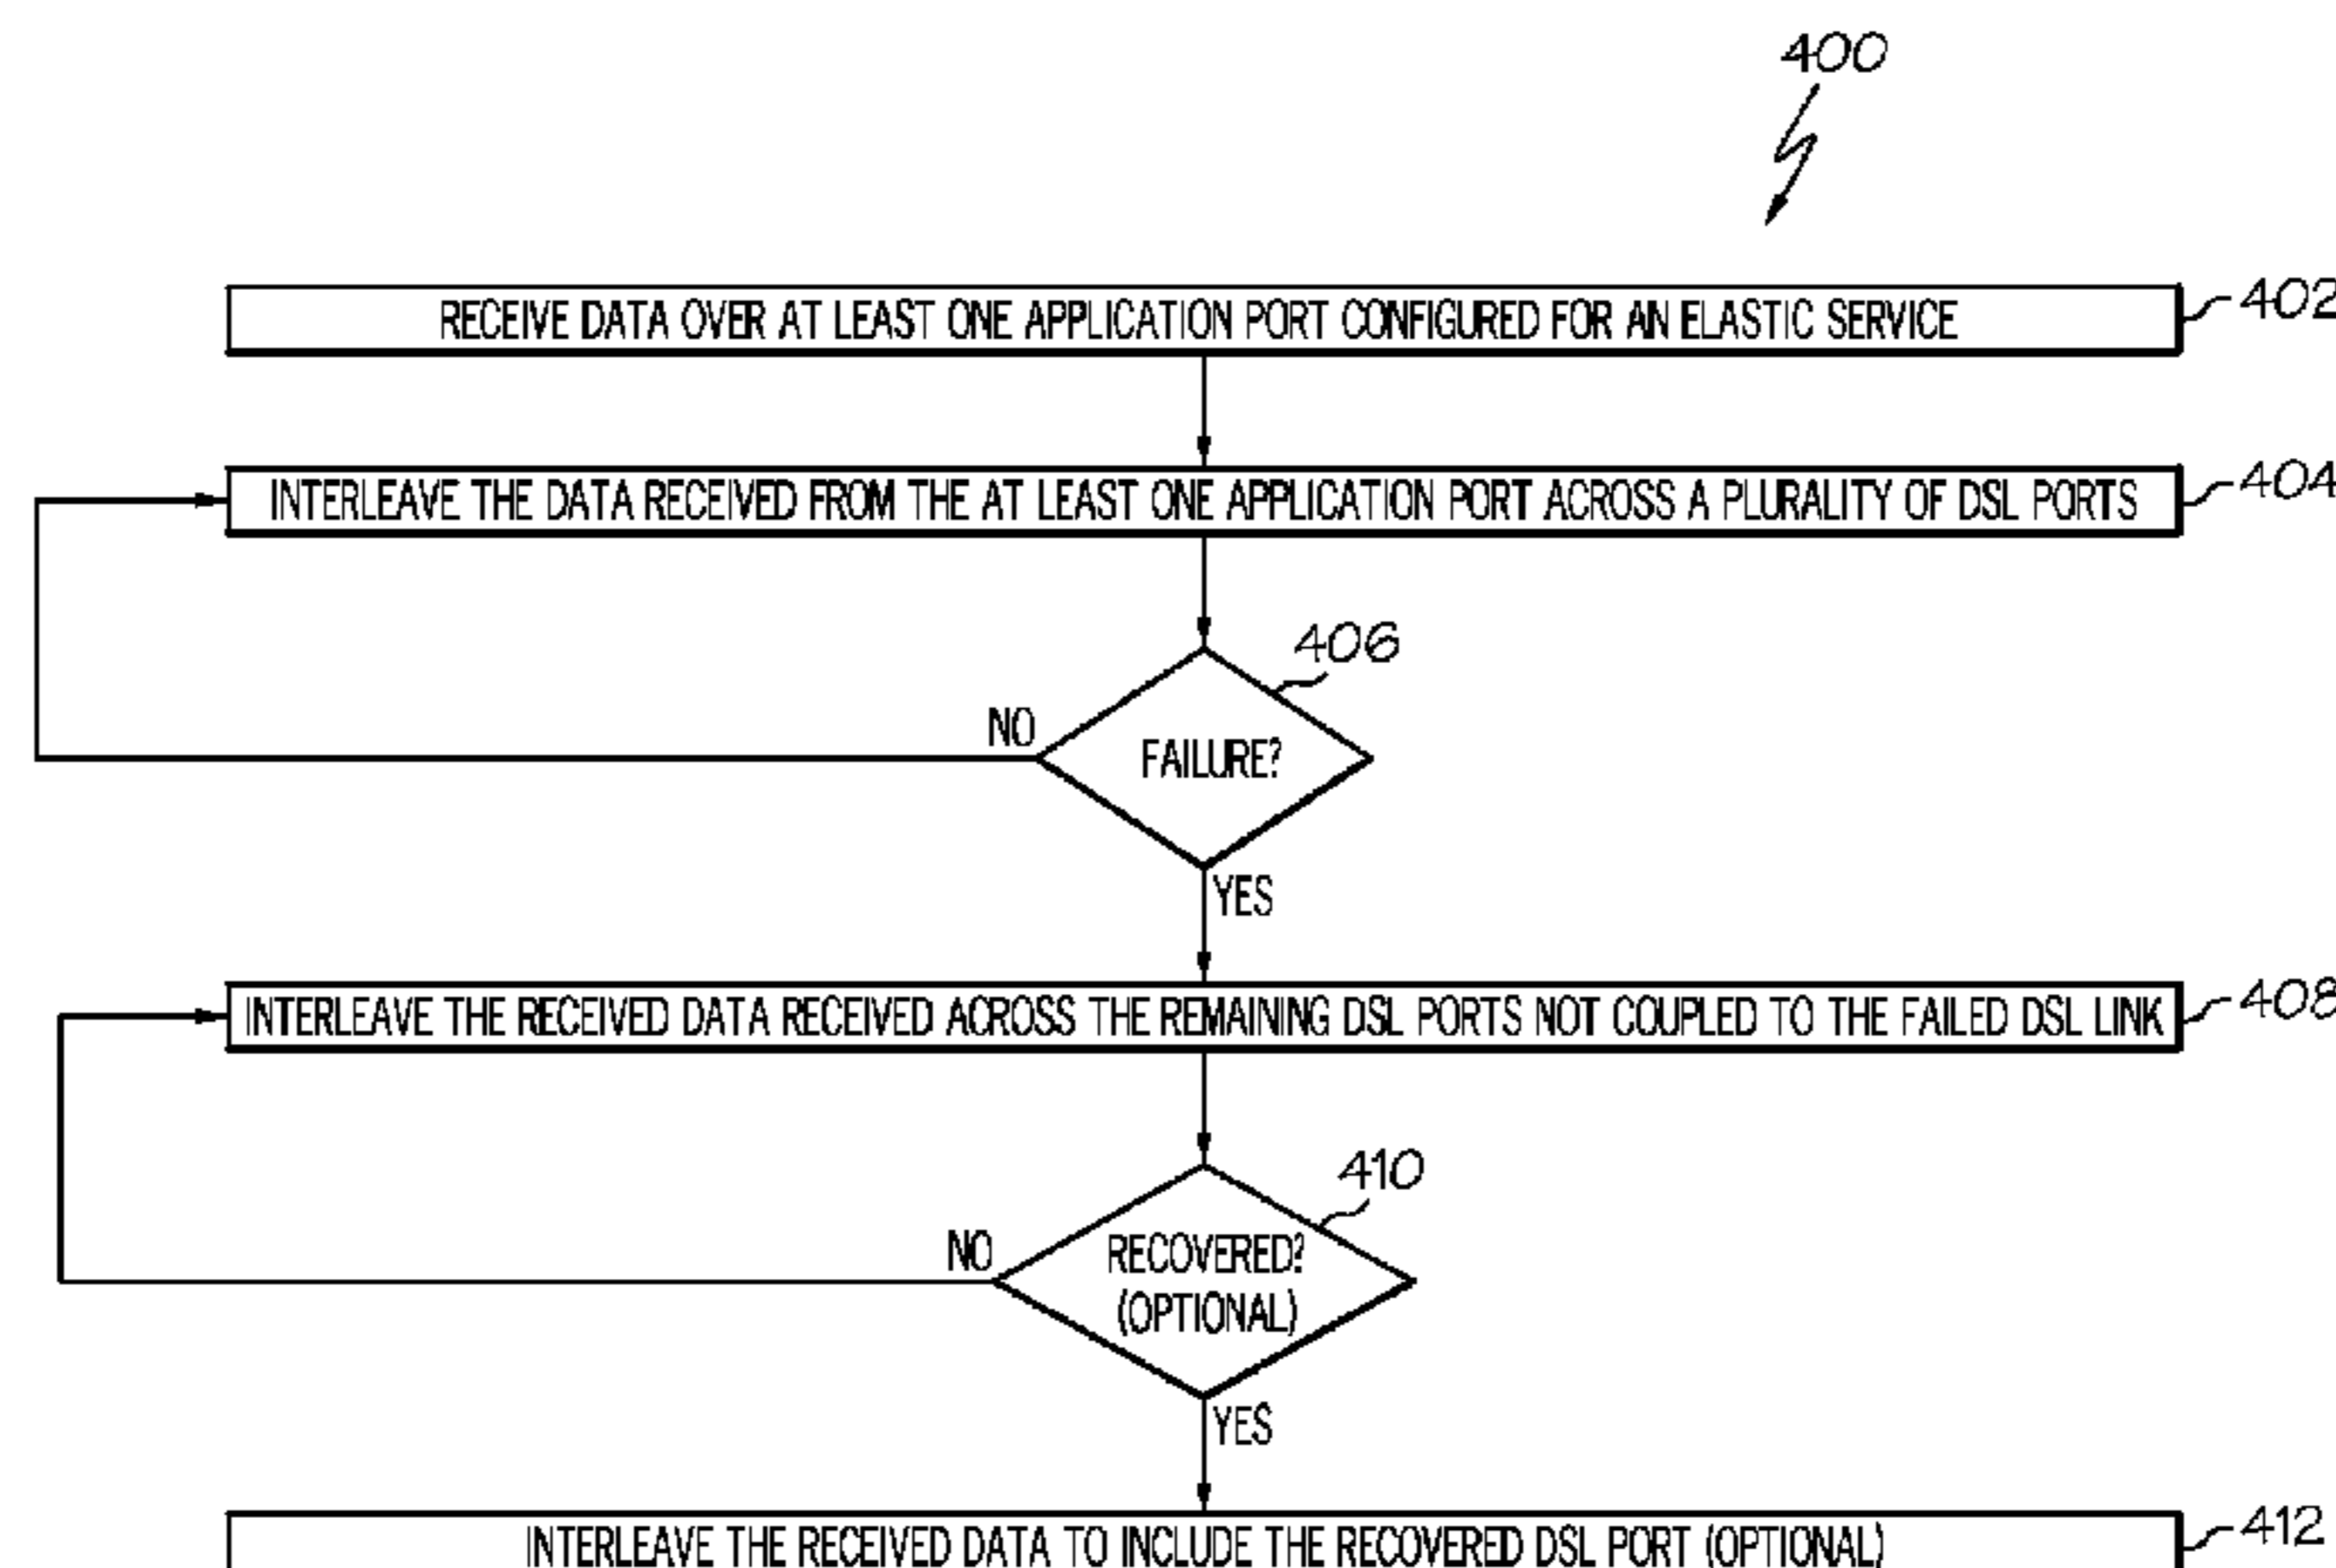 400
RECEIVE DATA OVER AT LEAST ONE APPLICATION PORT CONFIGURED FOR AN ELASTIC SERVICE
402
INTERLEAVE THE DATA RECEIVED FROM THE AT LEAST ONE APPLICATION PORT ACROSS A PLURALITY OF DSL PORTS
404
406
NO
FAILURE?
YES
INTERLEAVE THE RECEIVED DATA RECEIVED ACROSS THE REMAINING DSL PORTS NOT COUPLED TO THE FAILED DSL LINK
408
410
NO
RECOVERED?
(OPTIONAL)
YES
INTERLEAVE THE RECEIVED DATA TO INCLUDE THE RECOVERED DSL PORT (OPTIONAL)
412